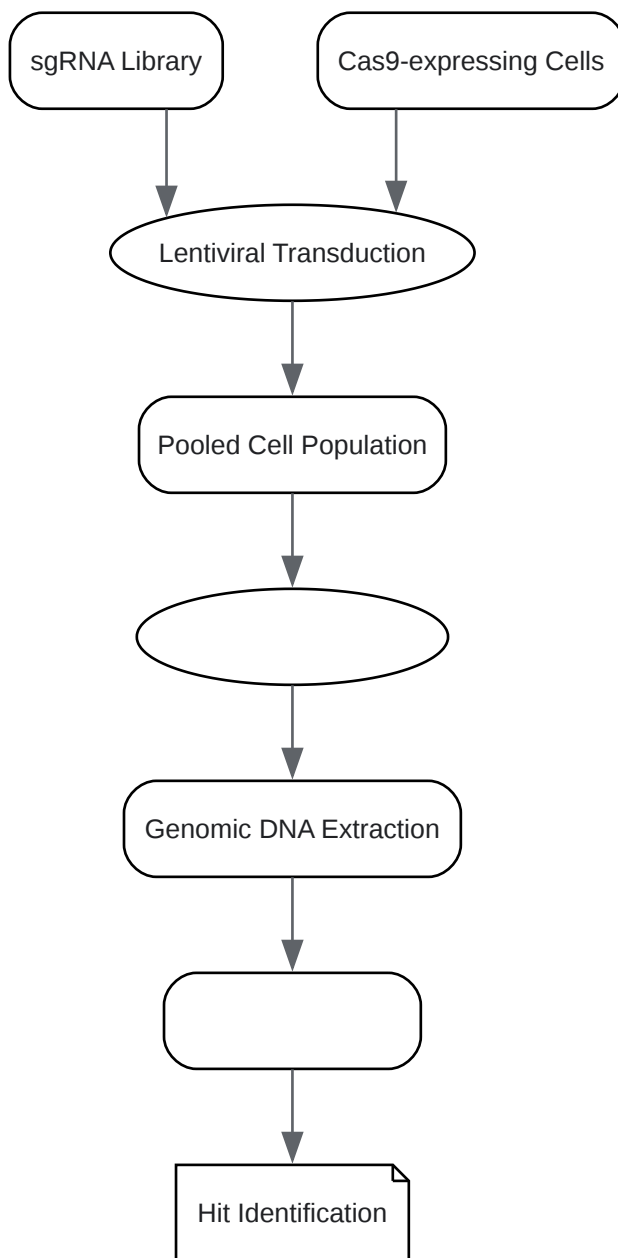 sgRNA Library
Cas9-expressing Cells
Lentiviral Transduction
Pooled Cell Population
Genomic DNA Extraction
Hit Identification